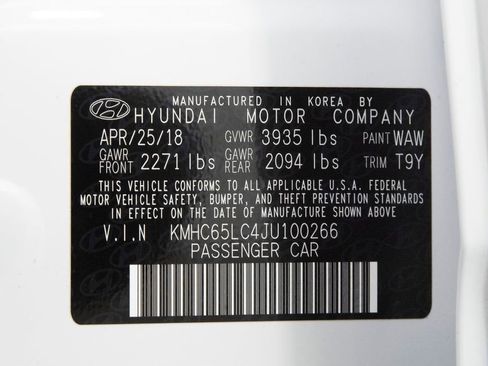 MANUFACTURED IN KOREA BY
HYUNDAI MOTOR COMPANY
APR/25/18 GVWR 3935 lbs PAINT WAW
GAWR FRONT 2271 lbs GAWR REAR 2094 lbs TRIM T9Y
THIS VEHICLE CONFORMS TO ALL APPLICABLE U.S.A. FEDERAL
MOTOR VEHICLE SAFETY, BUMPER, AND THEFT PREVENTION
STANDARDS IN EFFECT ON THE DATE OF MANUFACTURE SHOWN ABOVE.
V.I.N KMHC65LC4JU100266
PASSENGER CAR